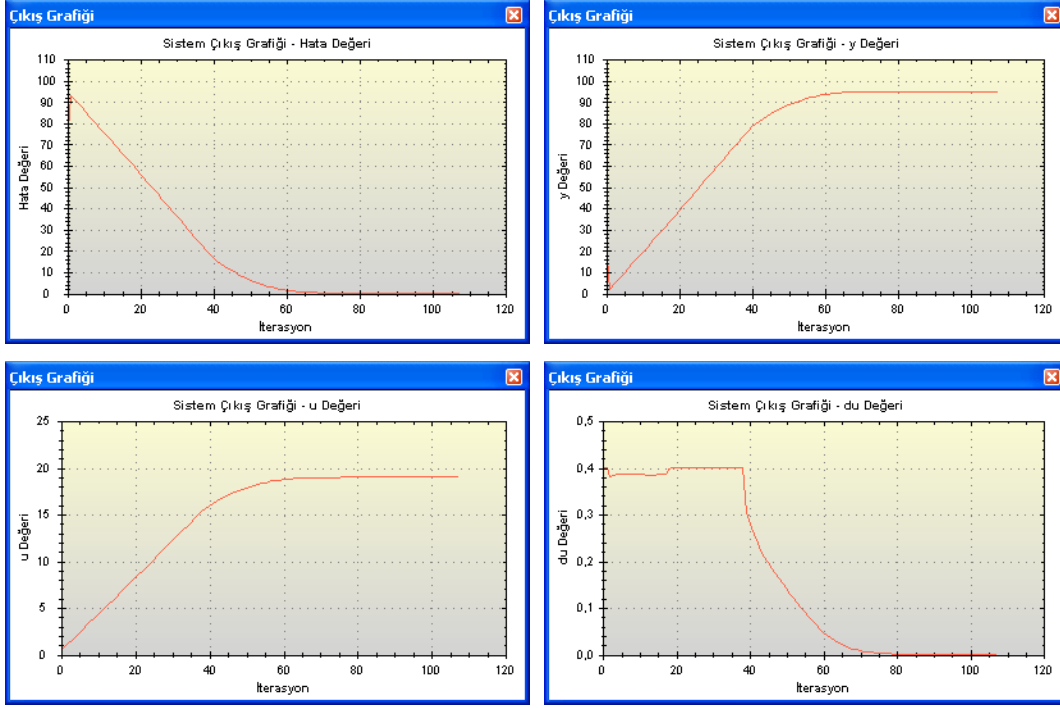 Çıkış Grafiği
Sistem Çıkış Grafiği - Hata Değeri
110
100
90
80
70
60
50
40
30
20
10
0
Hata Değeri
0 20 40 60 80 100 120
İterasyon
Çıkış Grafiği
Sistem Çıkış Grafiği - y Değeri
110
100
90
80
70
60
50
40
30
20
10
0
y Değeri
0 20 40 60 80 100 120
İterasyon
Çıkış Grafiği
Sistem Çıkış Grafiği - u Değeri
25
20
15
10
5
0
u Değeri
0 20 40 60 80 100 120
İterasyon
Çıkış Grafiği
Sistem Çıkış Grafiği - du Değeri
0,5
0,4
0,3
0,2
0,1
0,0
du Değeri
0 20 40 60 80 100 120
İterasyon